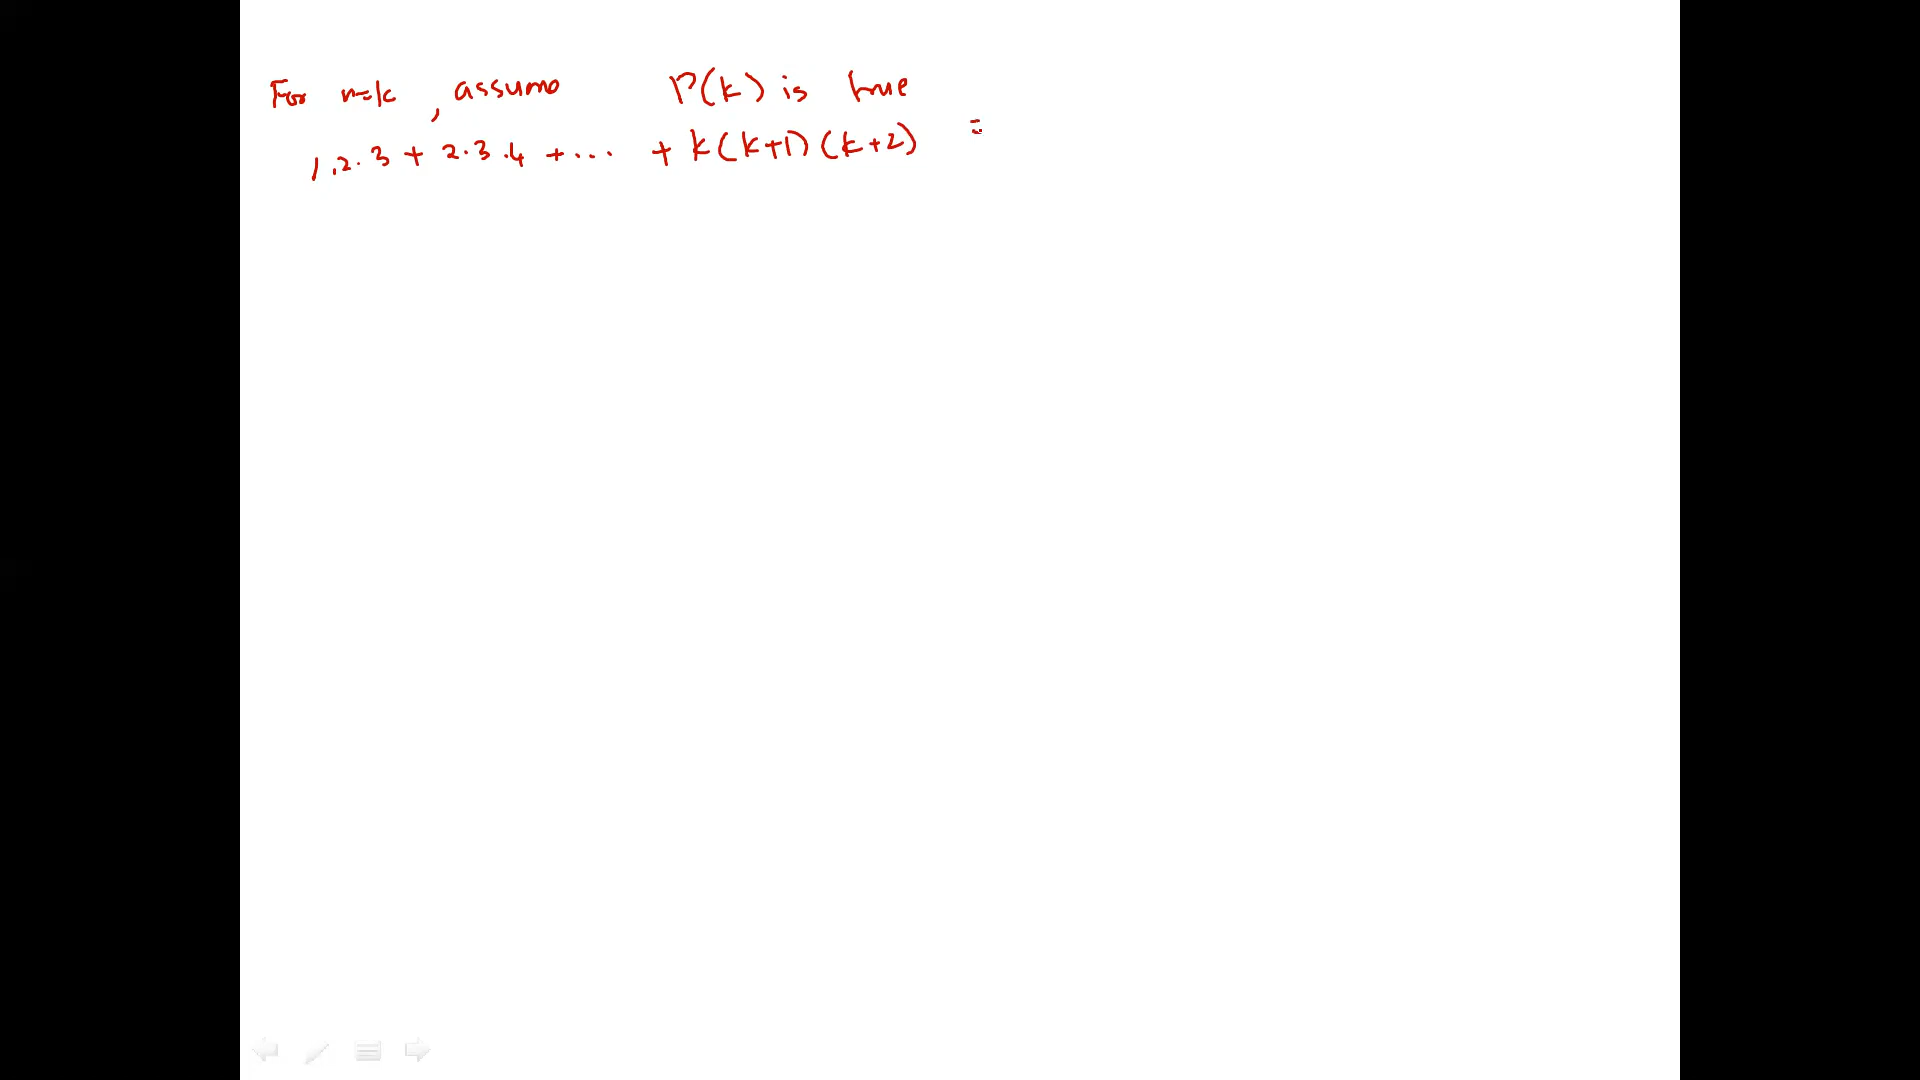 For n=k, assume P(k) is true
1.2.3 + 2.3.4 + ... + k(k+1)(k+2) =